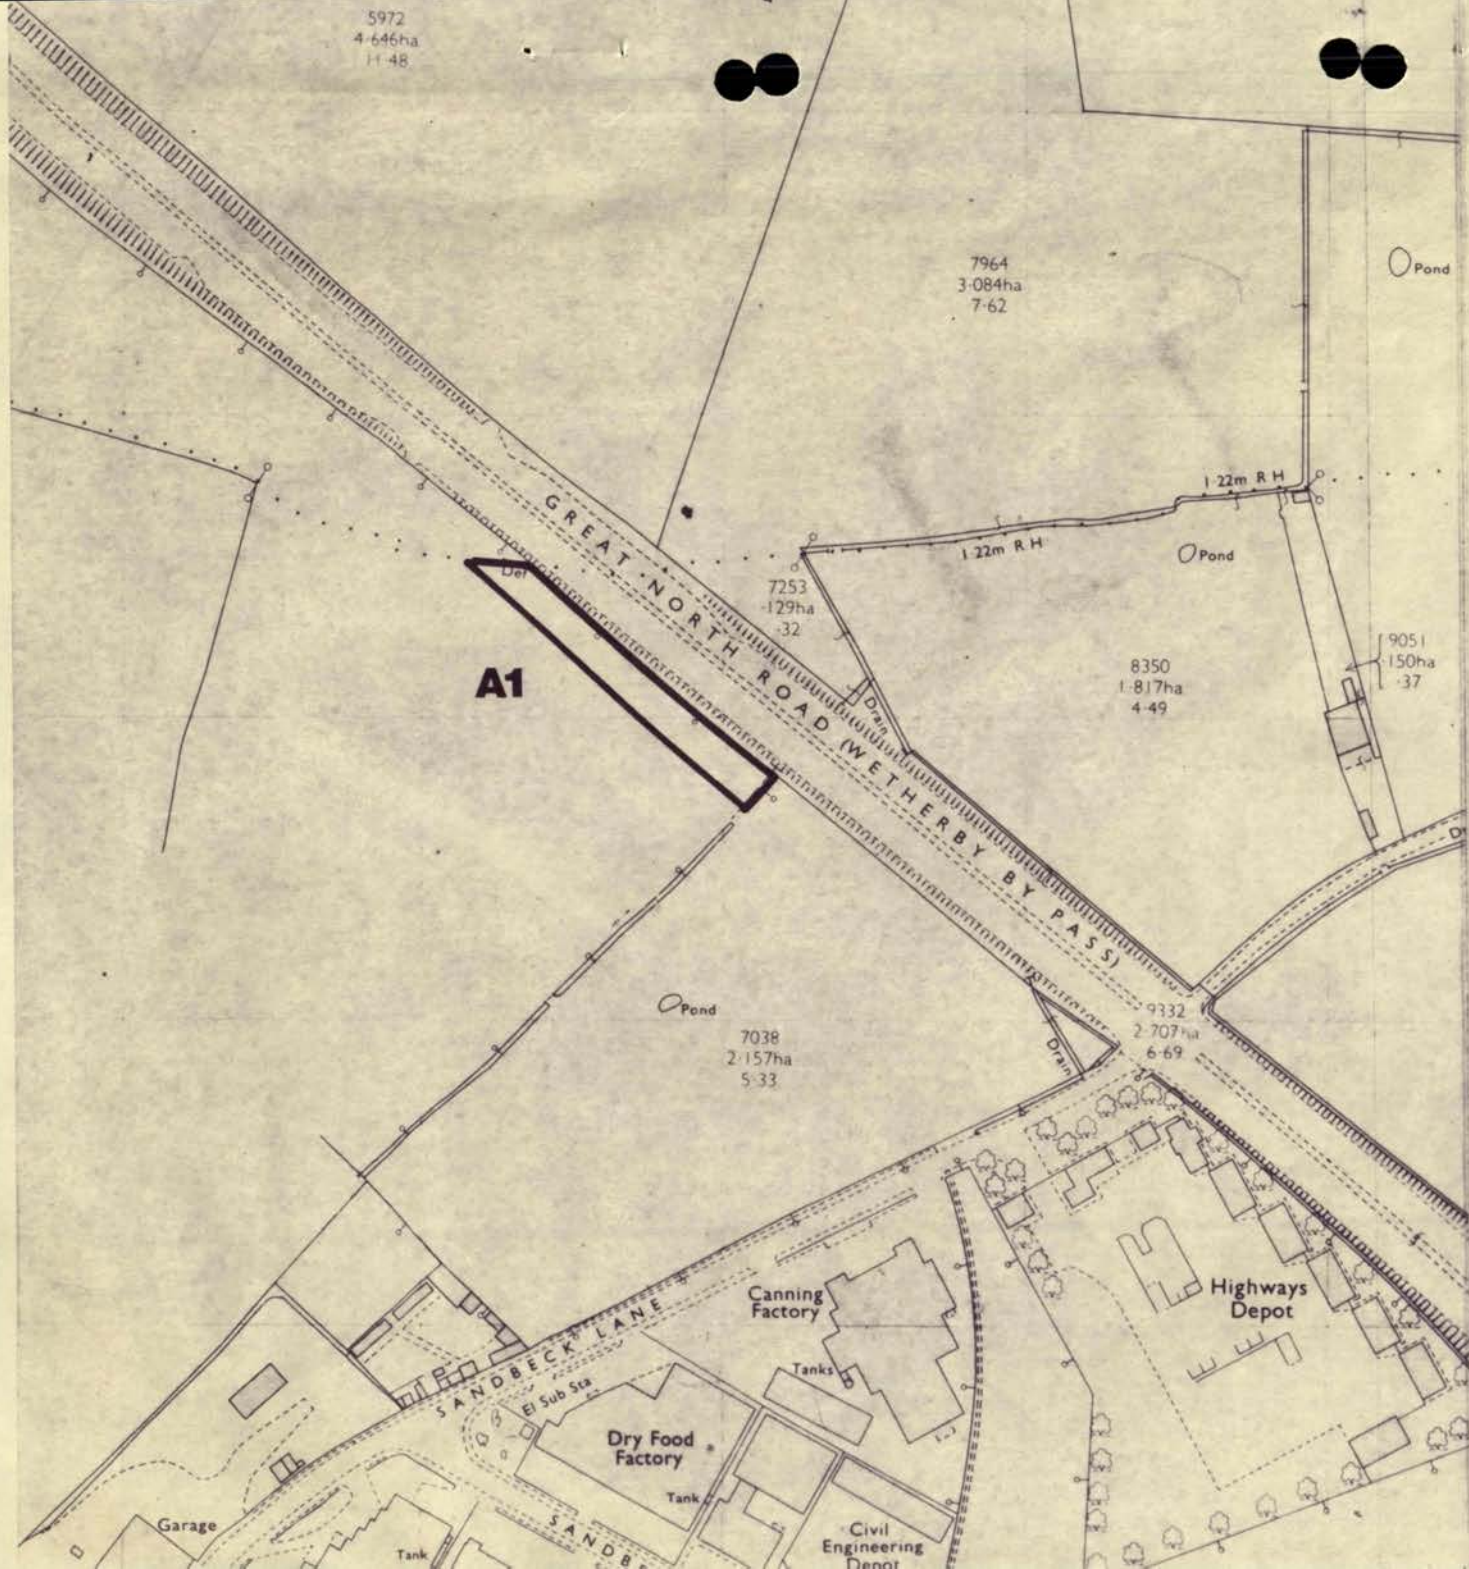 5972
4·646ha
11·48
7964
3·084ha
7·62
Pond
1·22m R H
1·22m R H
Pond
GREAT NORTH ROAD (WETHERBY BY PASS)
Def
7253
·129ha
·32
A1
Drain
8350
1·817ha
4·49
9051
·150ha
·37
Pond
7038
2·157ha
5·33
9332
2·707ha
6·69
Drain
Canning
Factory
Highways
Depot
SANDBECK LANE
Tanks
El Sub Sta
Dry Food
Factory
Tank
Garage
Tank
SANDBE
Civil
Engineering
Depot